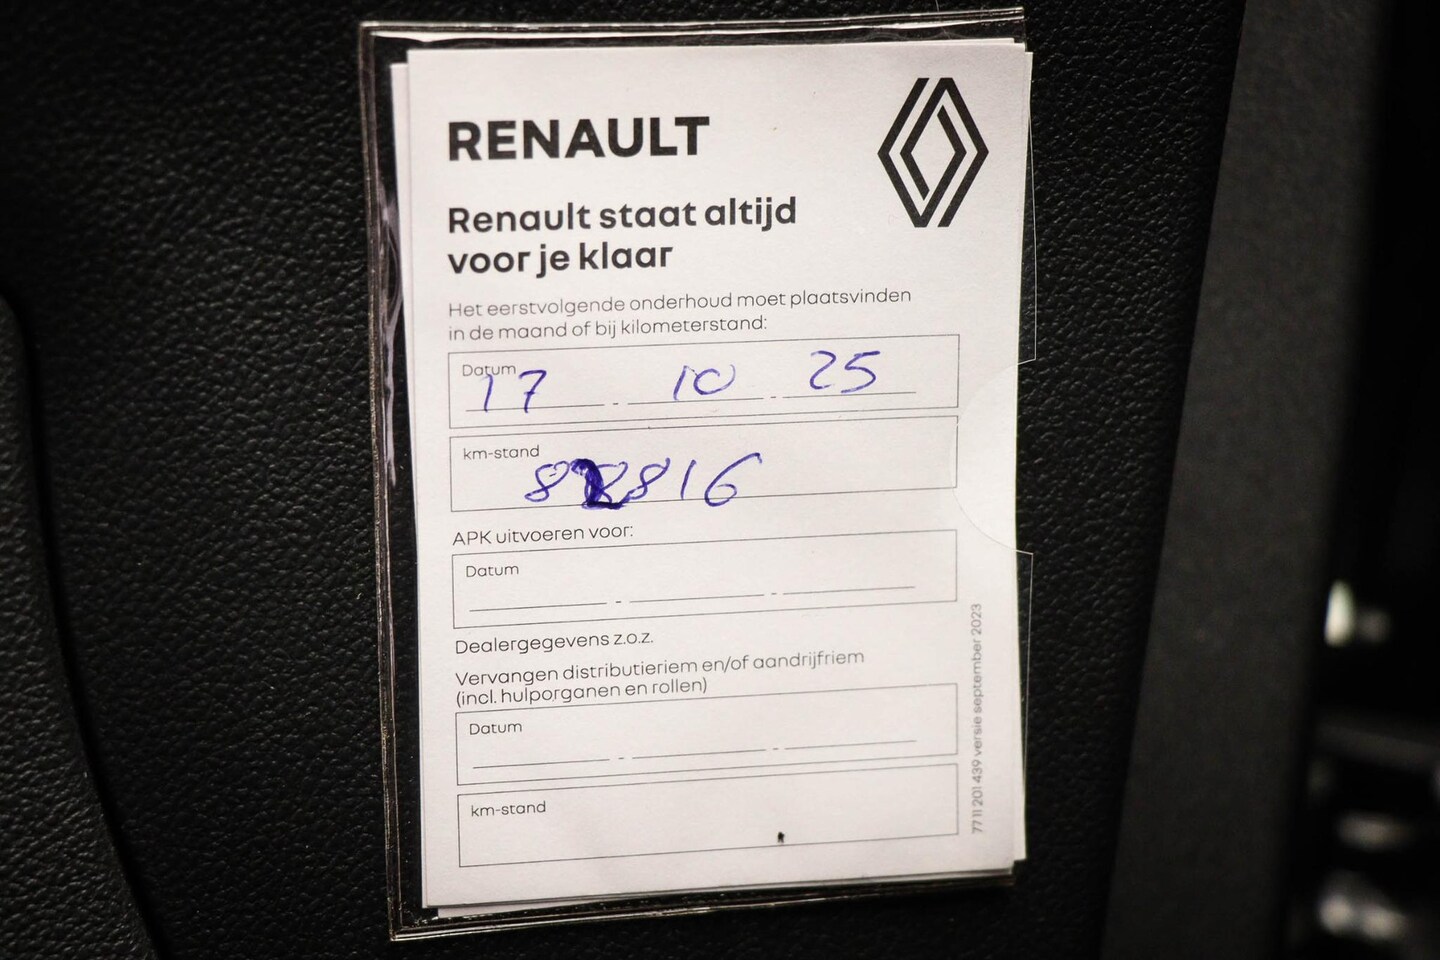 RENAULT
Renault staat altijd
voor je klaar
Het eerstvolgende onderhoud moet plaatsvinden
in de maand of bij kilometerstand:
Datum
17 - 10 - 25
km-stand
82816
APK uitvoeren voor:
Datum
Dealergegevens z.o.z.
Vervangen distributieriem en/of aandrijfriem
(incl. hulporganen en rollen)
Datum
km-stand
77 11 201 439 versie september 2023